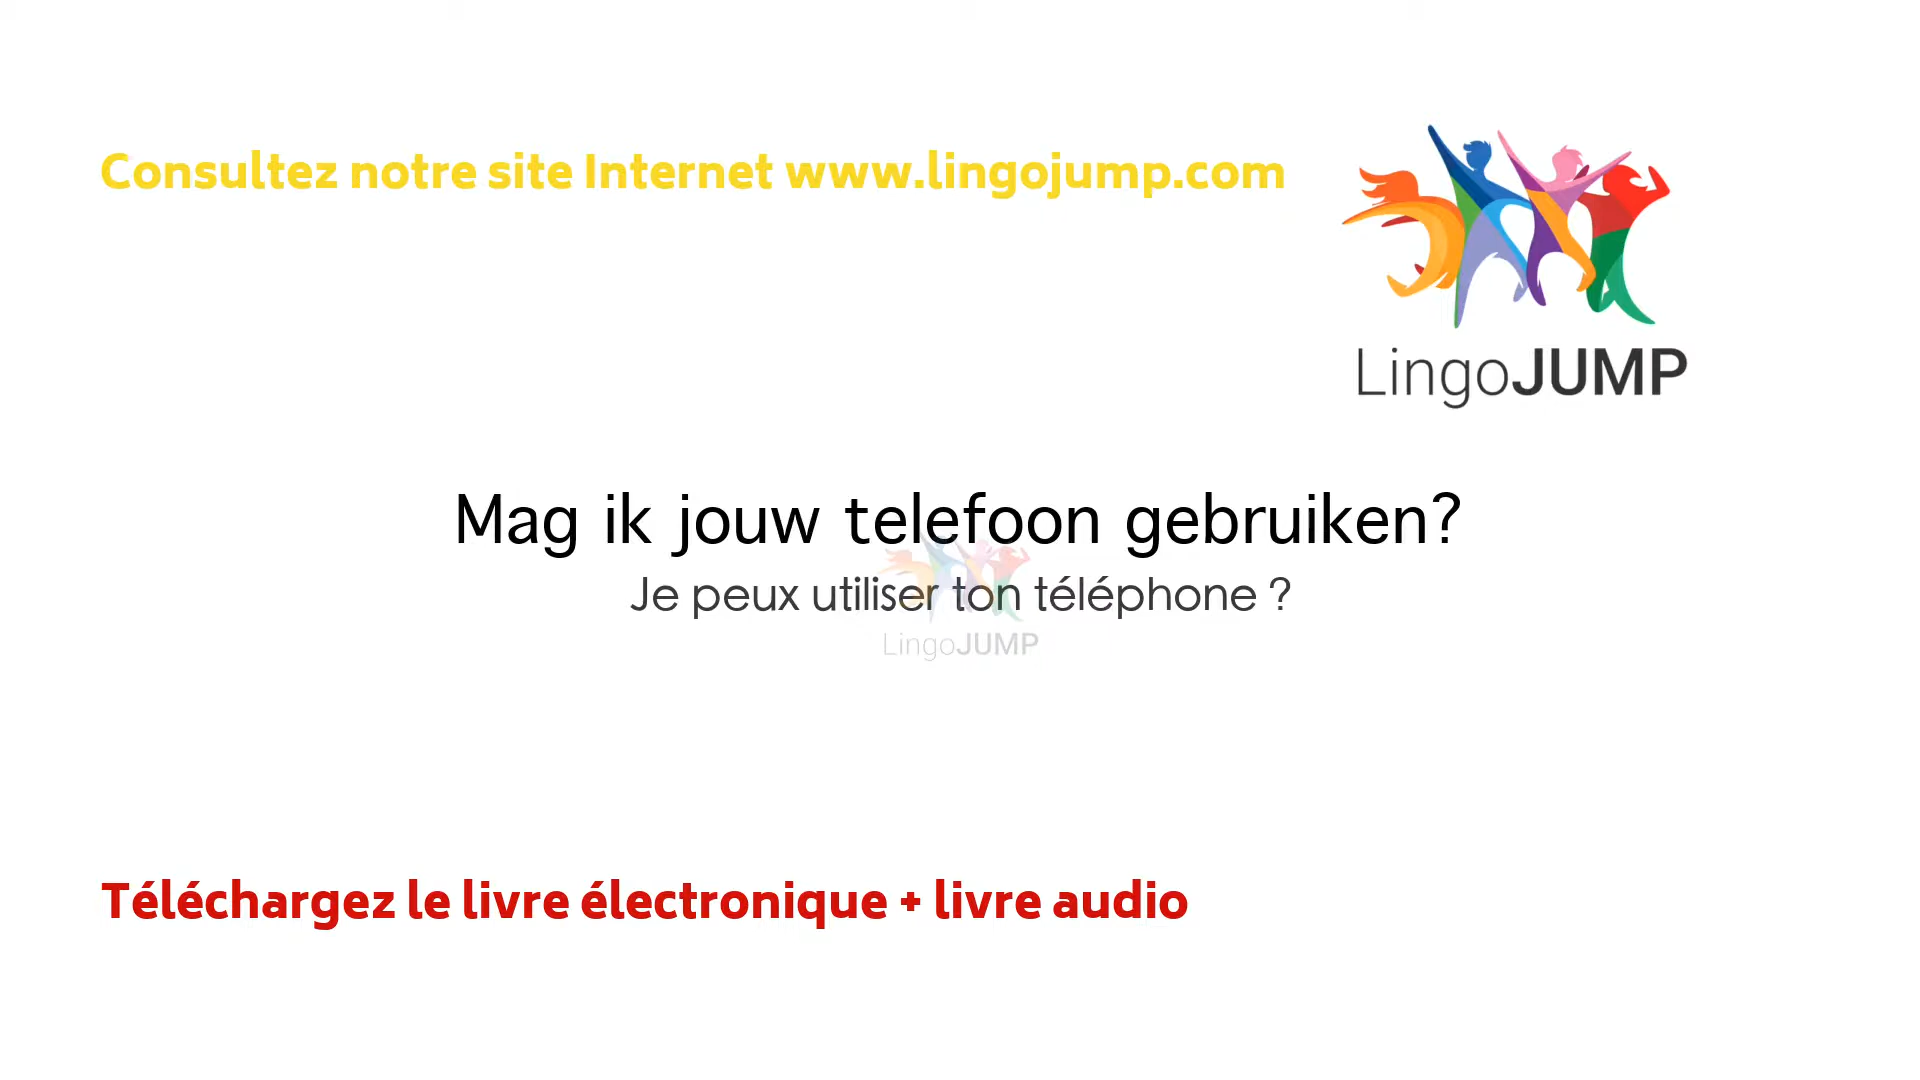 Consultez notre site Internet www.lingojump.com
LingoJUMP
Mag ik jouw telefoon gebruiken?
Je peux utiliser ton téléphone ?
LingoJUMP
Téléchargez le livre électronique + livre audio